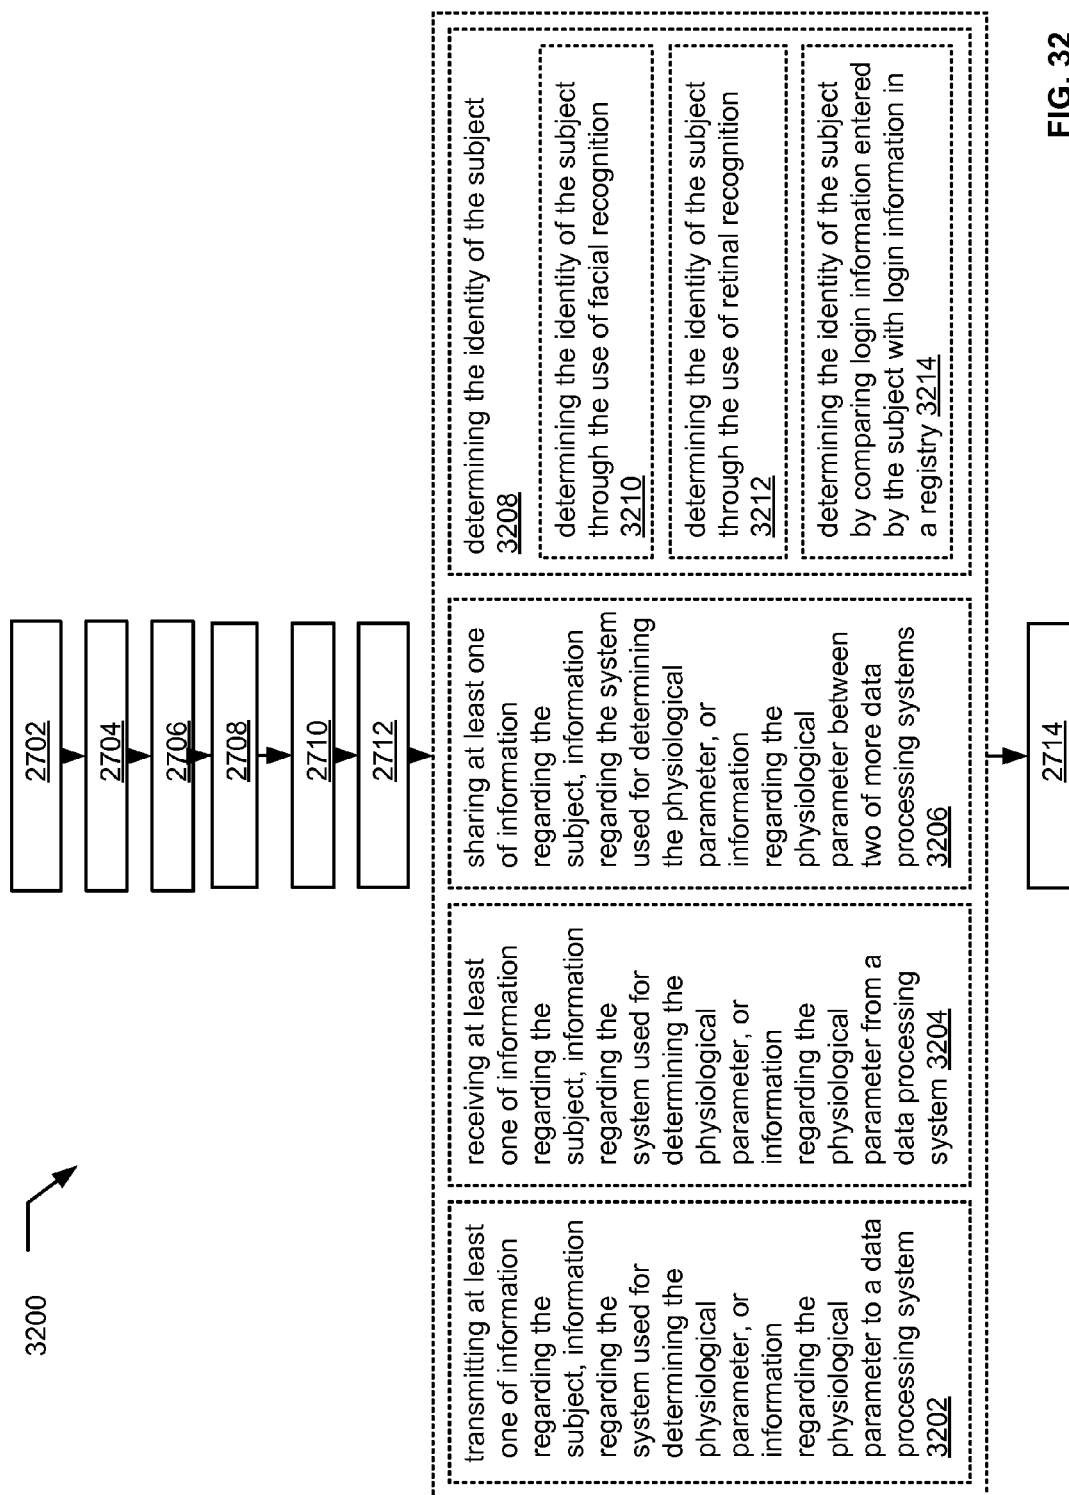 3200
2702
2704
2706
2708
2710
2712
transmitting at least
one of information
regarding the
subject, information
regarding the
system used for
determining the
physiological
parameter, or
information
regarding the
physiological
parameter to a data
processing system
3202
receiving at least
one of information
regarding the
subject, information
regarding the
system used for
determining the
physiological
parameter, or
information
regarding the
physiological
parameter from a
data processing
system 3204
sharing at least one
of information
regarding the
subject, information
regarding the system
used for determining
the physiological
parameter, or
information
regarding the
physiological
parameter between
two of more data
processing systems
3206
determining the identity of the subject
3208
determining the identity of the subject
through the use of facial recognition
3210
determining the identity of the subject
through the use of retinal recognition
3212
determining the identity of the subject
by comparing login information entered
by the subject with login information in
a registry 3214
2714
FIG. 32